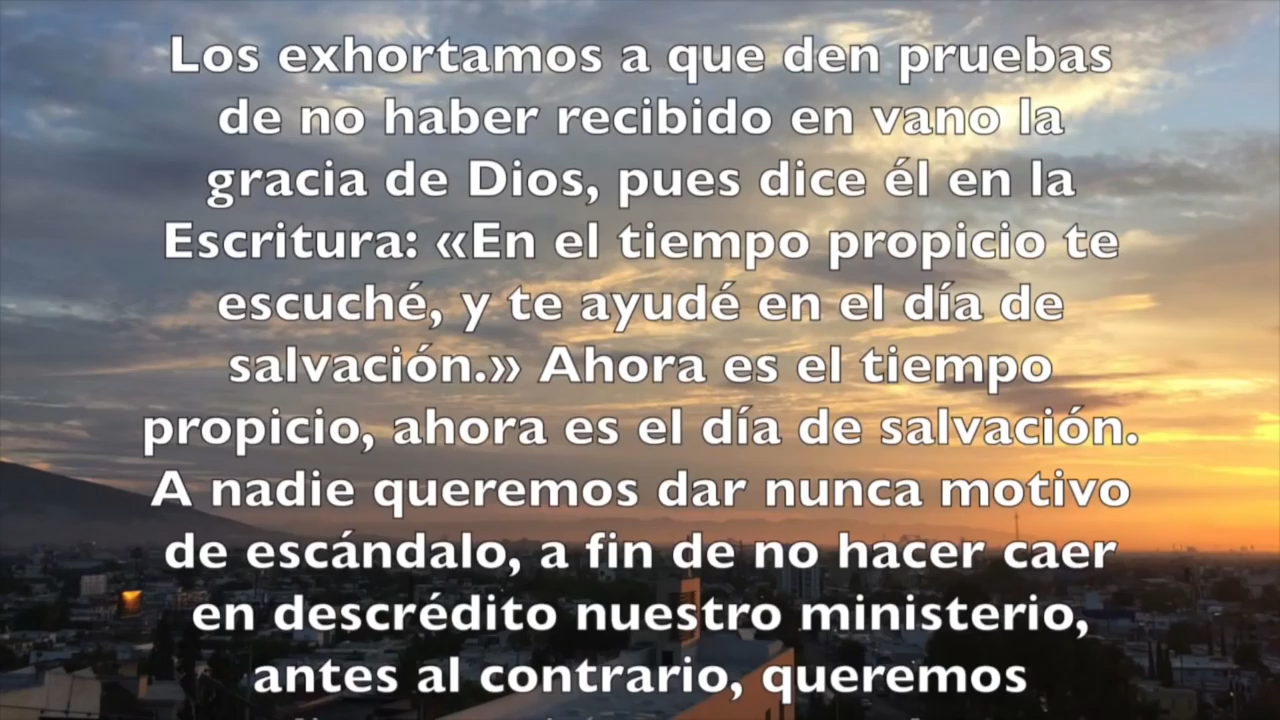 Los exhortamos a que den pruebas
de no haber recibido en vano la
gracia de Dios, pues dice él en la
Escritura: «En el tiempo propicio te
escuché, y te ayudé en el día de
salvación.» Ahora es el tiempo
propicio, ahora es el día de salvación.
A nadie queremos dar nunca motivo
de escándalo, a fin de no hacer caer
en descrédito nuestro ministerio,
antes al contrario, queremos